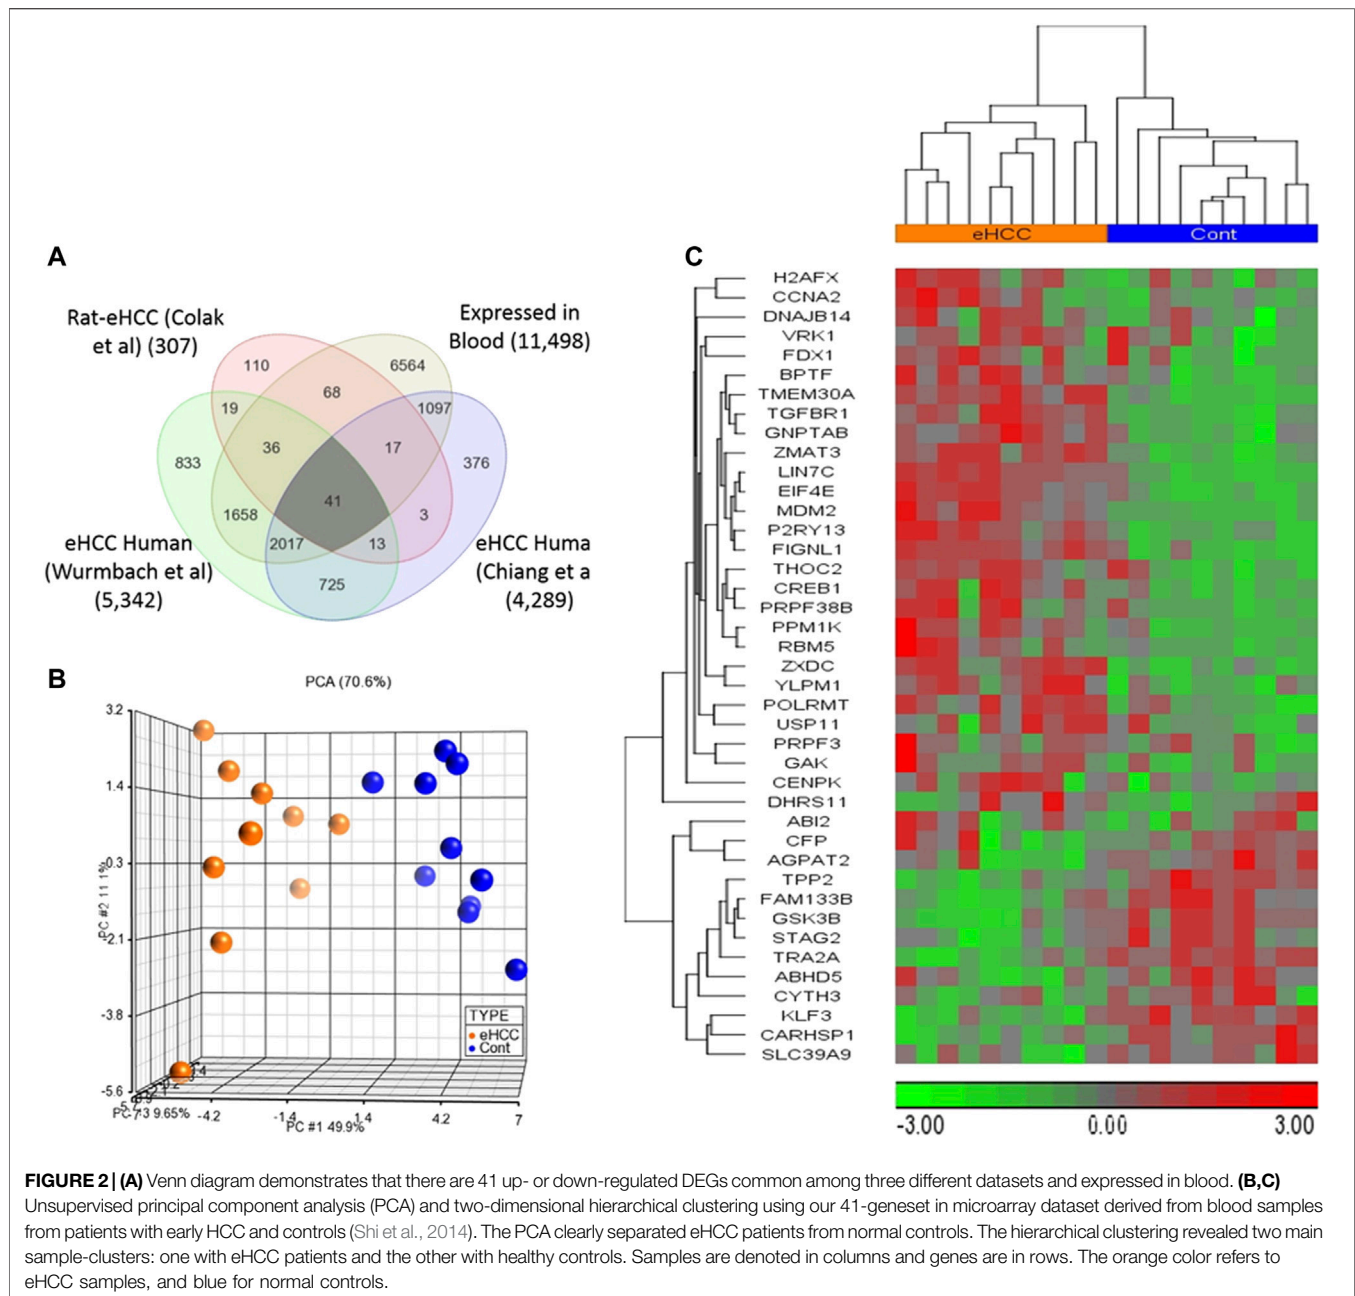 eHCC
Cont
A
Rat-eHCC (Colak
et al) (307)
Expressed in
Blood (11,498)
110
6564
68
19
1097
36
17
833
376
41
1658
3
2017
13
725
eHCC Human
(Wurmbach et al)
(5,342)
eHCC Huma
(Chiang et a
(4,289)
B
PCA (70.6%)
3.2
1.4
-0.3
-2.1
-3.8
-5.6
PC #2 11.1%
TYPE
eHCC
Cont
-4.2
-1.4
1.4
4.2
7
9.65%
PC #1 49.9%
C
H2AFX
CCNA2
DNAJB14
VRK1
FDX1
BPTF
TMEM30A
TGFBR1
GNPTAB
ZMAT3
LIN7C
EIF4E
MDM2
P2RY13
FIGNL1
THOC2
CREB1
PRPF38B
PPM1K
RBM5
ZXDC
YLPM1
POLRMT
USP11
PRPF3
GAK
CENPK
DHRS11
ABI2
CFP
AGPAT2
TPP2
FAM133B
GSK3B
STAG2
TRA2A
ABHD5
CYTH3
KLF3
CARHSP1
SLC39A9
-3.00
0.00
3.00
FIGURE 2 | (A) Venn diagram demonstrates that there are 41 up- or down-regulated DEGs common among three different datasets and expressed in blood. (B,C)
Unsupervised principal component analysis (PCA) and two-dimensional hierarchical clustering using our 41-geneset in microarray dataset derived from blood samples
from patients with early HCC and controls (Shi et al., 2014). The PCA clearly separated eHCC patients from normal controls. The hierarchical clustering revealed two main
sample-clusters: one with eHCC patients and the other with healthy controls. Samples are denoted in columns and genes are in rows. The orange color refers to
eHCC samples, and blue for normal controls.